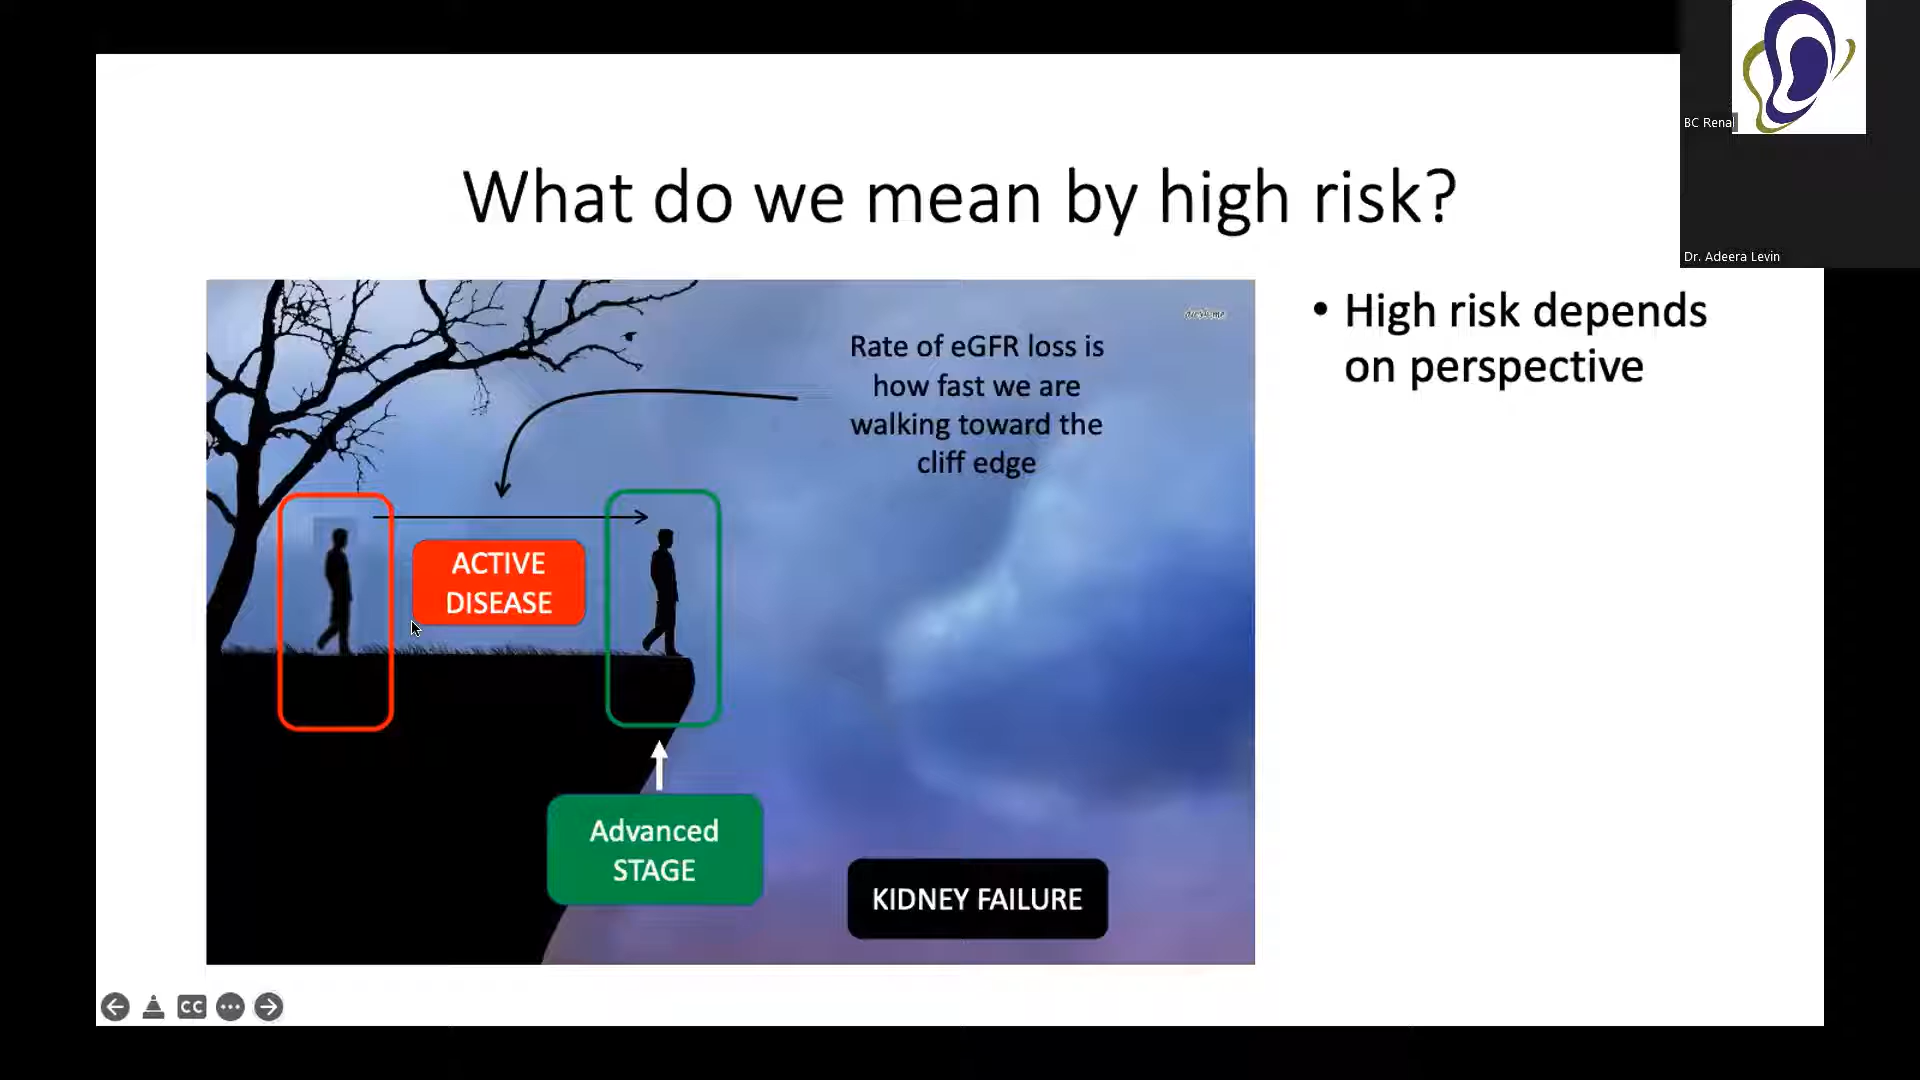 BC Renal
Dr. Adeera Levin
What do we mean by high risk?
Rate of eGFR loss is
how fast we are
walking toward the
cliff edge
• High risk depends
on perspective
ACTIVE
DISEASE
Advanced
STAGE
KIDNEY FAILURE
CC